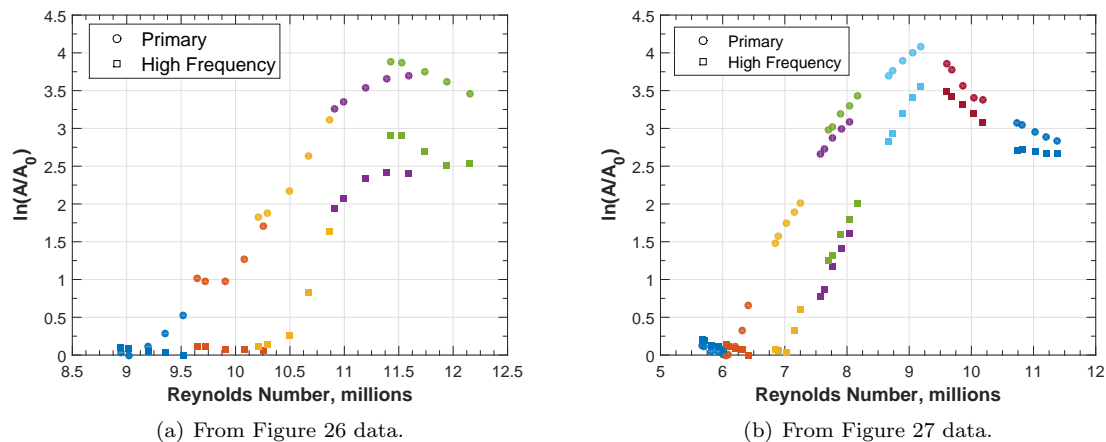 4.5
4
3.5
3
2.5
2
1.5
1
0.5
0
ln(A/A0)
Primary
High Frequency
8.5 9 9.5 10 10.5 11 11.5 12 12.5
Reynolds Number, millions
(a) From Figure 26 data.
4.5
4
3.5
3
2.5
2
1.5
1
0.5
0
ln(A/A0)
Primary
High Frequency
5 6 7 8 9 10 11 12
Reynolds Number, millions
(b) From Figure 27 data.